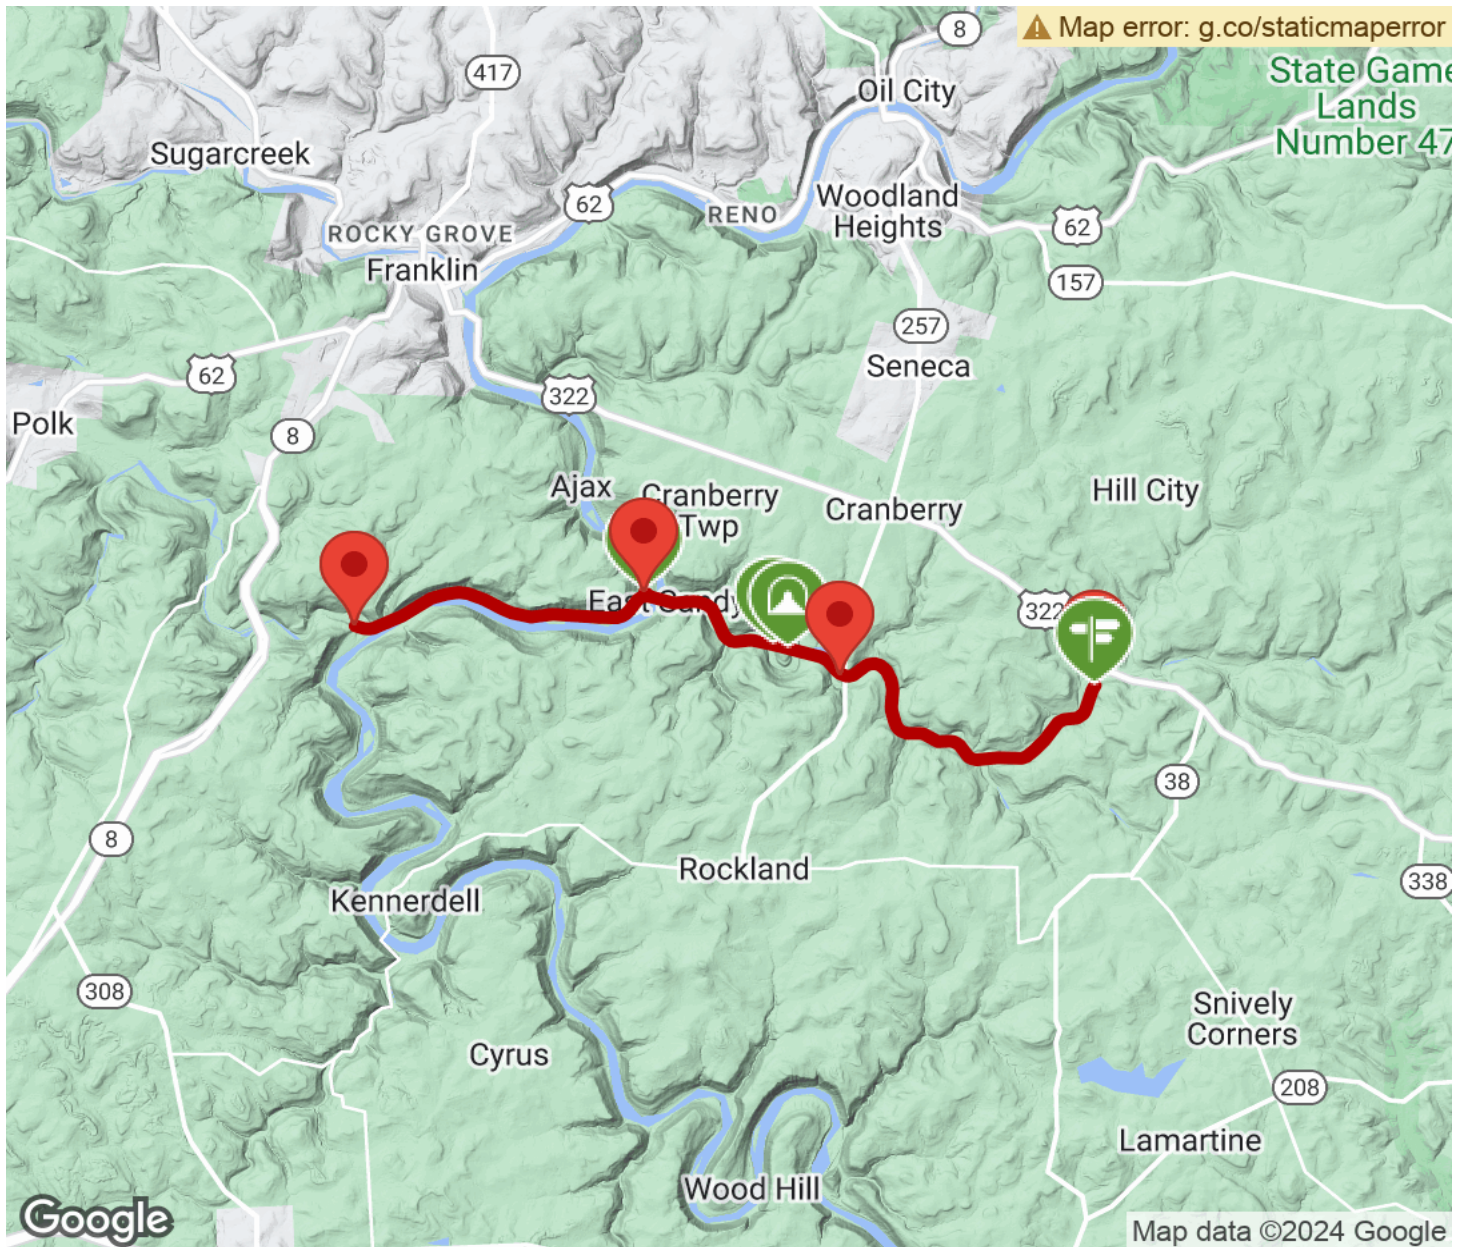 8
Map error: g.co/staticmaperror
417
State Game
Lands
Number 47
Oil City
Sugarcreek
62
Woodland
Heights
RENO
62
ROCKY GROVE
Franklin
157
257
Seneca
62
322
Polk
8
Ajax
Cranberry
Twp
Cranberry
Hill City
East Sandy
322
38
8
Rockland
338
Kennerdell
308
Snively
Corners
Cyrus
208
Lamartine
Wood Hill
Google
Map data ©2024 Google